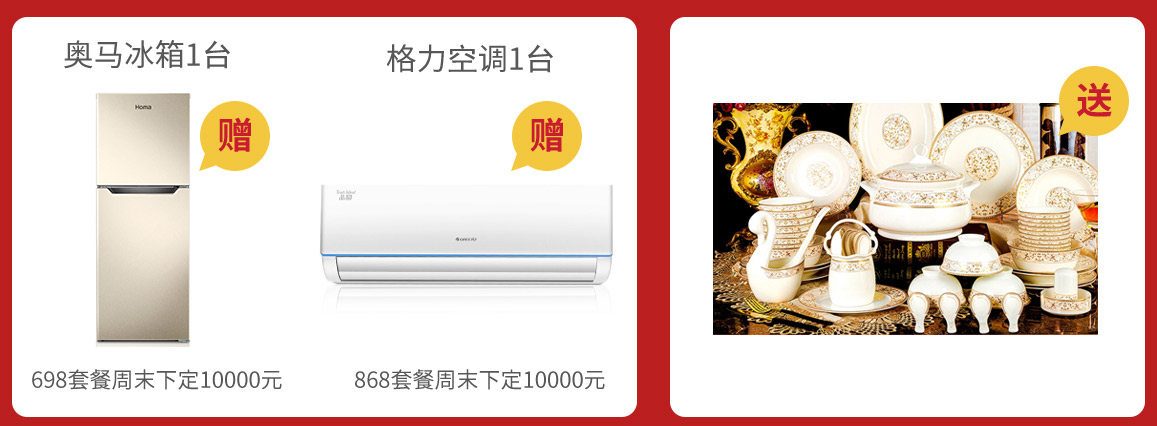 奥马冰箱1台
格力空调1台
Homa
赠
赠
送
698套餐周末下定10000元
868套餐周末下定10000元